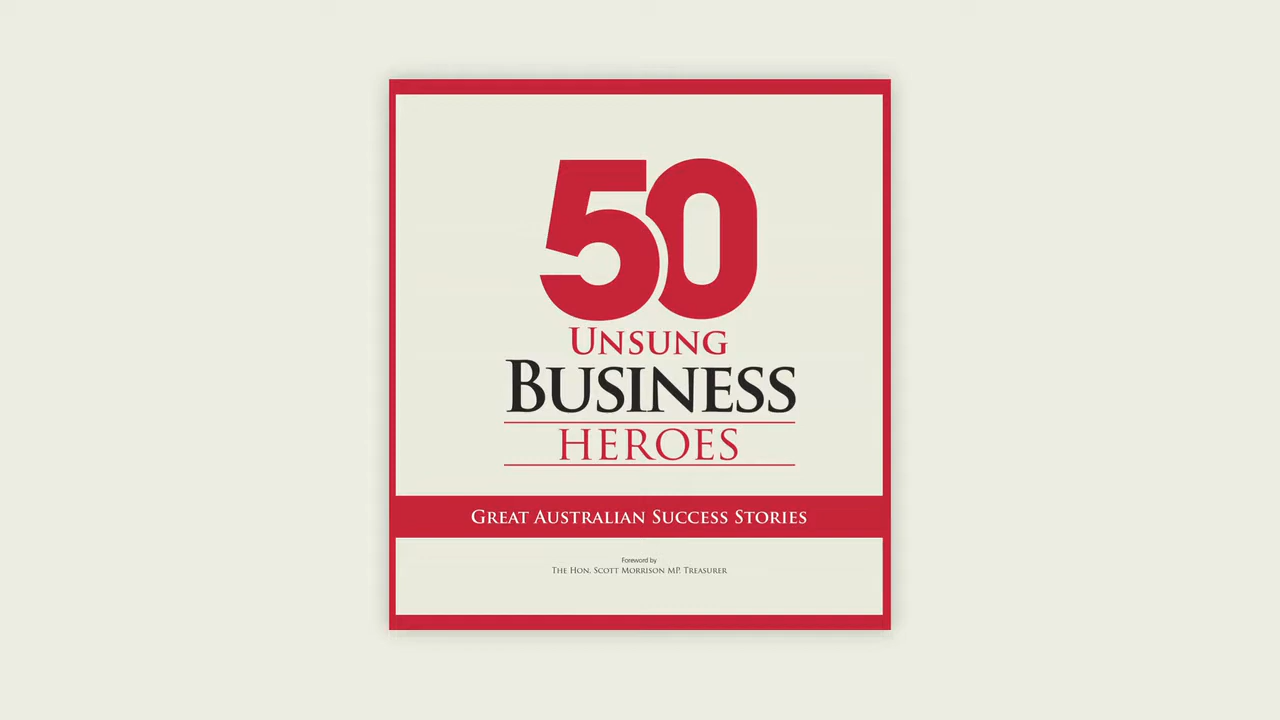 50
UNSUNG
BUSINESS
HEROES
GREAT AUSTRALIAN SUCCESS STORIES
Foreword by
THE HON. SCOTT MORRISON MP, TREASURER